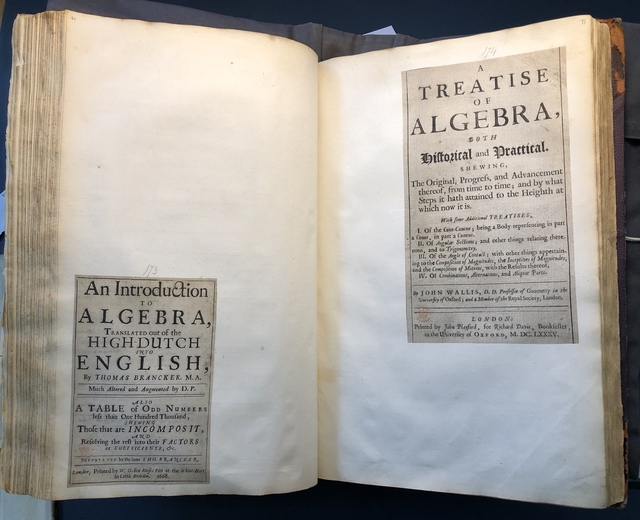 173
An Introduction
TO
ALGEBRA,
TRANSLATED out of the
HIGH-DUTCH
INTO
ENGLISH,
By THOMAS BRANCKER. M.A.
Much Altered and Augmented by D.P.
ALSO
A TABLE of ODD NUMBERS
less than One Hundred Thousand,
SHEWING
Those that are INCOMPOSIT,
AND
Resolving the rest into their FACTORS
or COEFFICIENTS, &c.
by the same THO. BRANCKER.
London, Printed by W. G. for Moses Pitt at the
in Little Britain, 1668.
174
A
TREATISE
OF
ALGEBRA,
BOTH
Hiſtorical and Practical.
SHEWING,
The Original, Progreſs, and Advancement
thereof, from time to time; and by what
Steps it hath attained to the Heighth at
which now it is.
With ſome Additional TREATISES,
I. Of the Cono-Cuneus; being a Body repreſenting in part
a Conus, in part a Cuneus.
II. Of Angular Sections; and other things relating there-
unto, and to Trigonometry.
III. Of the Angle of Contact; with other things appertain-
ing to the Compoſition of Magnitudes, the Inceptives of Magnitudes,
and the Compoſition of Motions, with the Reſults thereof.
IV. Of Combinations, Alternations, and Aliquot Parts.
By JOHN WALLIS, D. D. Profeſſor of Geometry in the
Univerſity of Oxford; and a Member of the Royal Society, London.
LONDON:
Printed by John Playford, for Richard Davis, Bookſeller
in the Univerſity of OXFORD, M. DC. LXXXV.